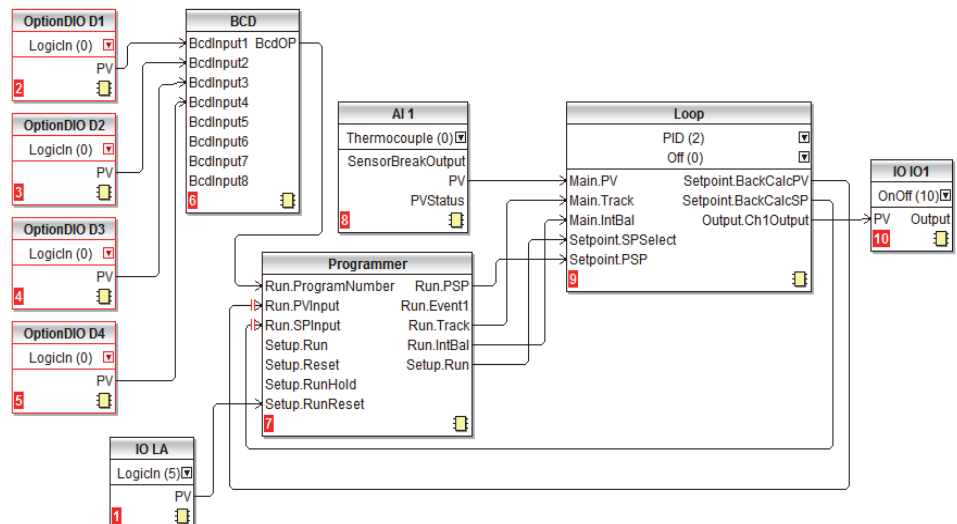 OptionDIO D1
LogicIn (0)
PV
2
OptionDIO D2
LogicIn (0)
PV
3
OptionDIO D3
LogicIn (0)
PV
4
OptionDIO D4
LogicIn (0)
PV
5
IO LA
LogicIn (5)
PV
1
BCD
BcdInput1 BcdOP
BcdInput2
BcdInput3
BcdInput4
BcdInput5
BcdInput6
BcdInput7
BcdInput8
6
AI 1
Thermocouple (0)
SensorBreakOutput
PV
PVStatus
8
Programmer
Run.ProgramNumber Run.PSP
Run.PVInput Run.Event1
Run.SPInput Run.Track
Setup.Run Run.IntBal
Setup.Reset Setup.Run
Setup.RunHold
Setup.RunReset
7
Loop
PID (2)
Off (0)
Main.PV Setpoint.BackCalcPV
Main.Track Setpoint.BackCalcSP
Main.IntBal Output.Ch1Output
Setpoint.SPSelect
Setpoint.PSP
9
IO IO1
OnOff (10)
PV Output
10